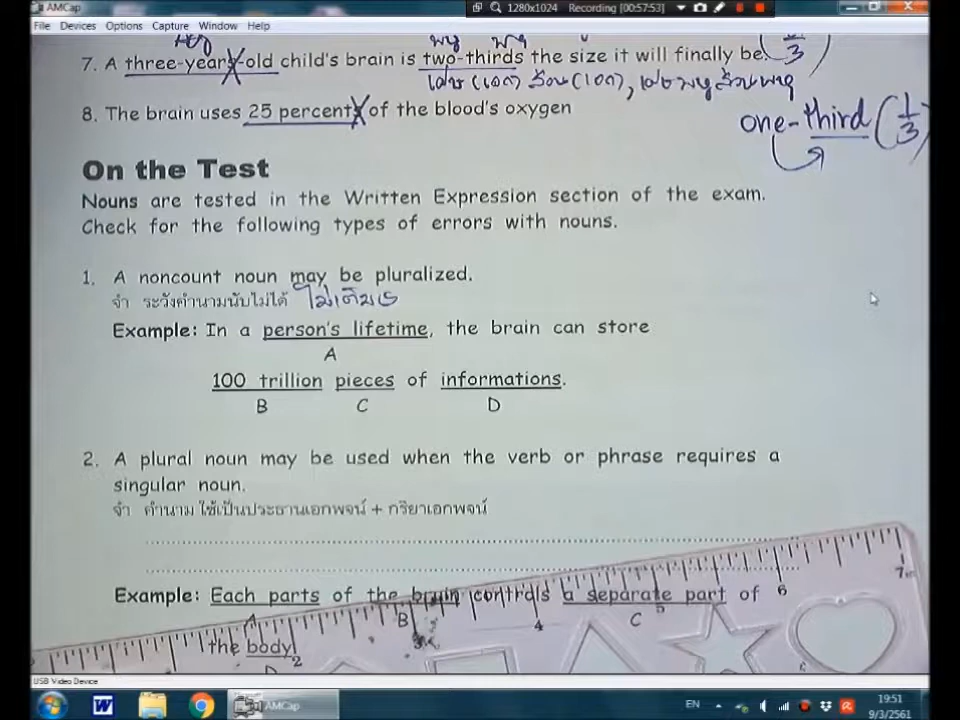 AMCap
1280x1024 Recording [00:57:53]
File Devices Options Capture Window Help
7. A three-years-old child's brain is two-thirds the size it will finally be.
8. The brain uses 25 percents of the blood's oxygen
one-third (1/3)
On the Test
Nouns are tested in the Written Expression section of the exam.
Check for the following types of errors with nouns.
1. A noncount noun may be pluralized.
จำ ระวังคำนามนับไม่ได้ ไม่เติม s
Example: In a person's lifetime, the brain can store
A
100 trillion pieces of informations.
B C D
2. A plural noun may be used when the verb or phrase requires a
singular noun.
จำ คำนาม ใช้เป็นประธานเอกพจน์ + กริยาเอกพจน์
Example: Each parts of the brain controls a separate part of
A B C
the body
2 4 5 6 7
USB Video Device
AMCap
EN
19:51
9/3/2561